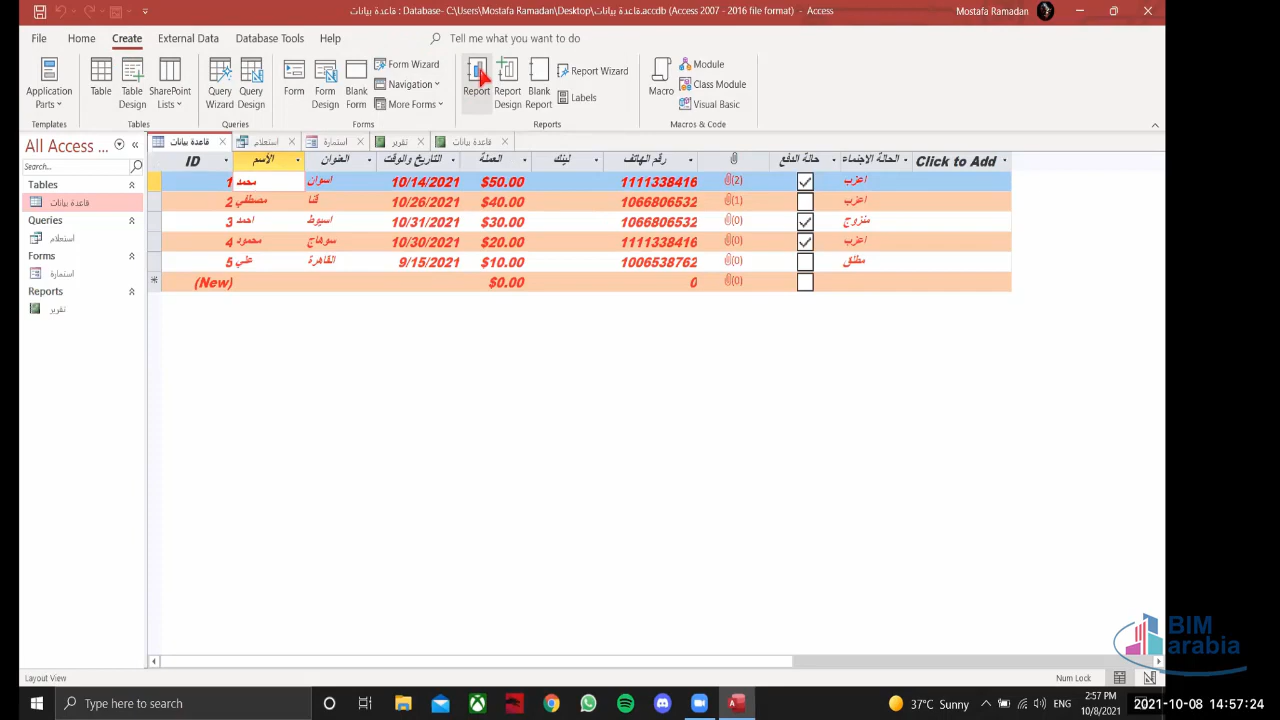 قاعدة بيانات : Database- C:\Users\Mostafa Ramadan\Desktop\قاعدة بيانات.accdb (Access 2007 - 2016 file format) - Access
Mostafa Ramadan
File Home Create External Data Database Tools Help Tell me what you want to do
Application Parts
Table
Table Design
SharePoint Lists
Query Wizard
Query Design
Form
Form Design
Blank Form
Form Wizard
Navigation
More Forms
Report
Report Design
Blank Report
Report Wizard
Labels
Macro
Module
Class Module
Visual Basic
Templates Tables Queries Forms Reports Macros & Code
All Access ...
Search...
Tables
قاعدة بيانات
Queries
استعلام
Forms
استمارة
Reports
تقرير
قاعدة بيانات استعلام استمارة تقرير قاعدة بيانات
ID الأسم العنوان التاريخ والوقت العملة لينك رقم الهاتف حالة الدفع الحالة الاجتماعية Click to Add
1 محمد اسوان 10/14/2021 $50.00 1111338416 (2) اعزب
2 مصطفي قنا 10/26/2021 $40.00 1066806532 (1) اعزب
3 احمد اسيوط 10/31/2021 $30.00 1066806532 (0) متزوج
4 محمود سوهاج 10/30/2021 $20.00 1111338416 (0) اعزب
5 علي القاهرة 9/15/2021 $10.00 1006538762 (0) مطلق
(New) $0.00 0 (0)
BIM
arabia
Layout View
Num Lock
Type here to search
37°C Sunny
ENG
2:57 PM
10/8/2021
2021-10-08 14:57:24